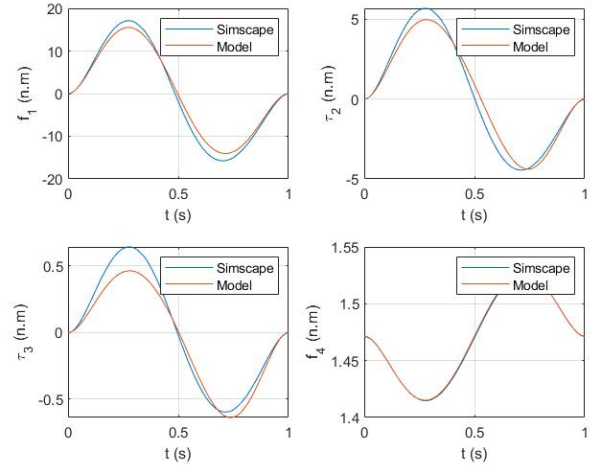 20
10
0
-10
-20
f1 (n.m)
0
0.5
1
t (s)
Simscape
Model
5
0
-5
τ2 (n.m)
0
0.5
1
t (s)
Simscape
Model
0.5
0
-0.5
τ3 (n.m)
0
0.5
1
t (s)
Simscape
Model
1.55
1.5
1.45
1.4
f4 (n.m)
0
0.5
1
t (s)
Simscape
Model